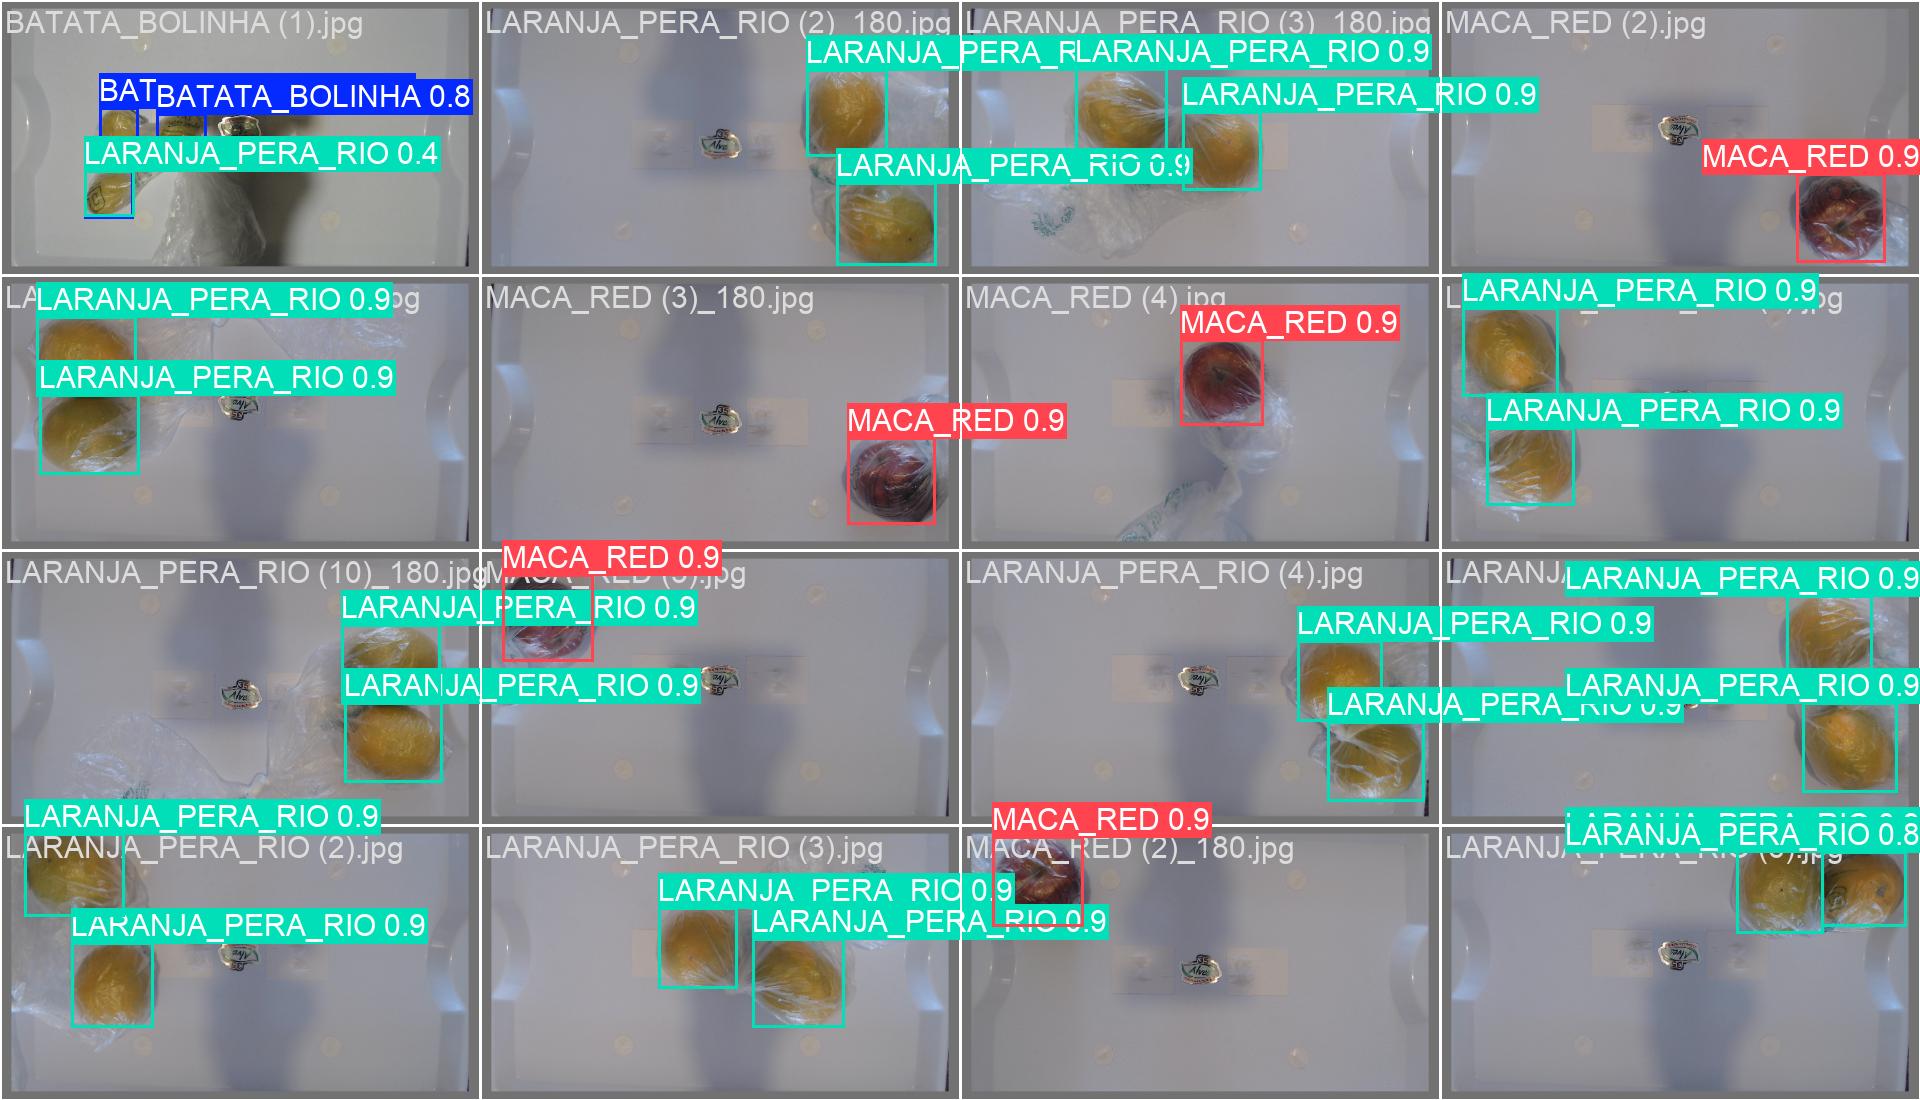 BATATA_BOLINHA (1).jpg
BAT
BATATA_BOLINHA 0.8
LARANJA_PERA_RIO 0.4
LARANJA_PERA_RIO (2)_180.jpg
LARANJA_PERA_R
LARANJA_PERA_RIO 0.9
LARANJA_PERA_RIO (3)_180.jpg
LARANJA_PERA_RIO 0.9
LARANJA_PERA_RIO 0.9
MACA_RED (2).jpg
MACA_RED 0.9
LARANJA_PERA_RIO 0.9
LARANJA_PERA_RIO 0.9
MACA_RED (3)_180.jpg
MACA_RED 0.9
MACA_RED (4).jpg
MACA_RED 0.9
LARANJA_PERA_RIO 0.9
LARANJA_PERA_RIO 0.9
LARANJA_PERA_RIO (10)_180.jpg
LARANJA_PERA_RIO 0.9
LARANJA_PERA_RIO 0.9
MACA_RED 0.9
LARANJA_PERA_RIO (4).jpg
LARANJA_PERA_RIO 0.9
LARANJA_PERA_RIO 0.9
LARANJA_PERA_RIO 0.9
LARANJA_PERA_RIO 0.9
LARANJA_PERA_RIO 0.9
LARANJA_PERA_RIO (2).jpg
LARANJA_PERA_RIO 0.9
LARANJA_PERA_RIO (3).jpg
LARANJA_PERA_RIO 0.9
LARANJA_PERA_RIO 0.9
MACA_RED 0.9
MACA_RED (2)_180.jpg
LARANJA_PERA_RIO 0.8